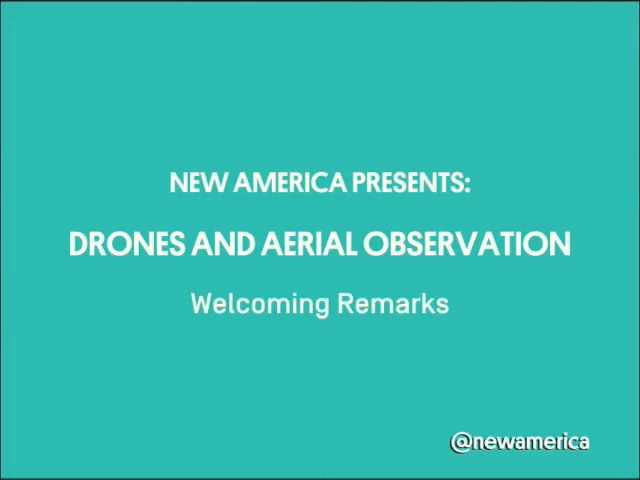 NEW AMERICA PRESENTS:
DRONES AND AERIAL OBSERVATION
Welcoming Remarks
@newamerica